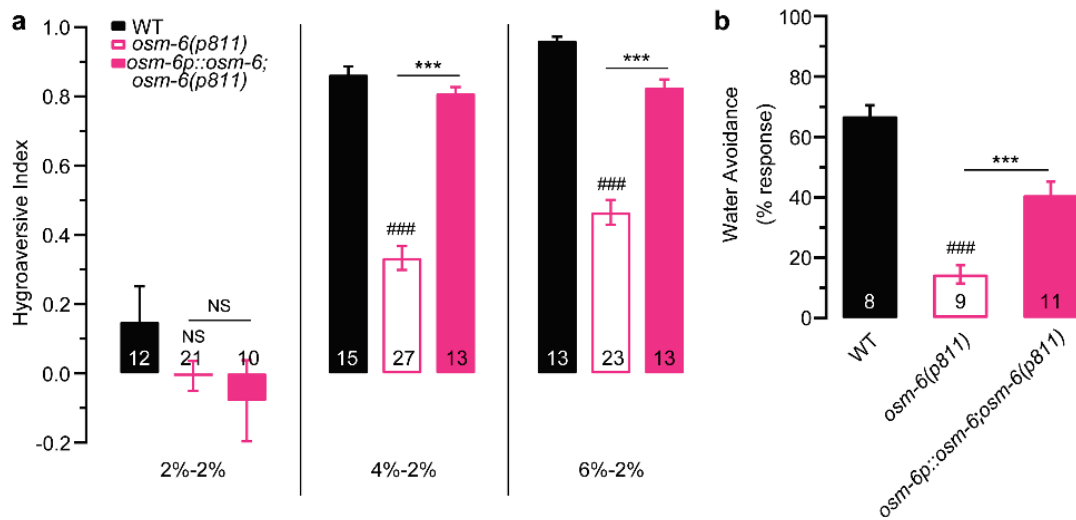 a
WT
osm-6(p811)
osm-6p::osm-6;
osm-6(p811)
Hygroaversive Index
1.0
0.8
0.6
0.4
0.2
0.0
-0.2
NS
NS
12
21
10
***
###
15
27
13
***
###
13
23
13
2%-2%
4%-2%
6%-2%
b
Water Avoidance
(% response)
100
80
60
40
20
0
***
###
8
9
11
WT
osm-6(p811)
osm-6p::osm-6;osm-6(p811)